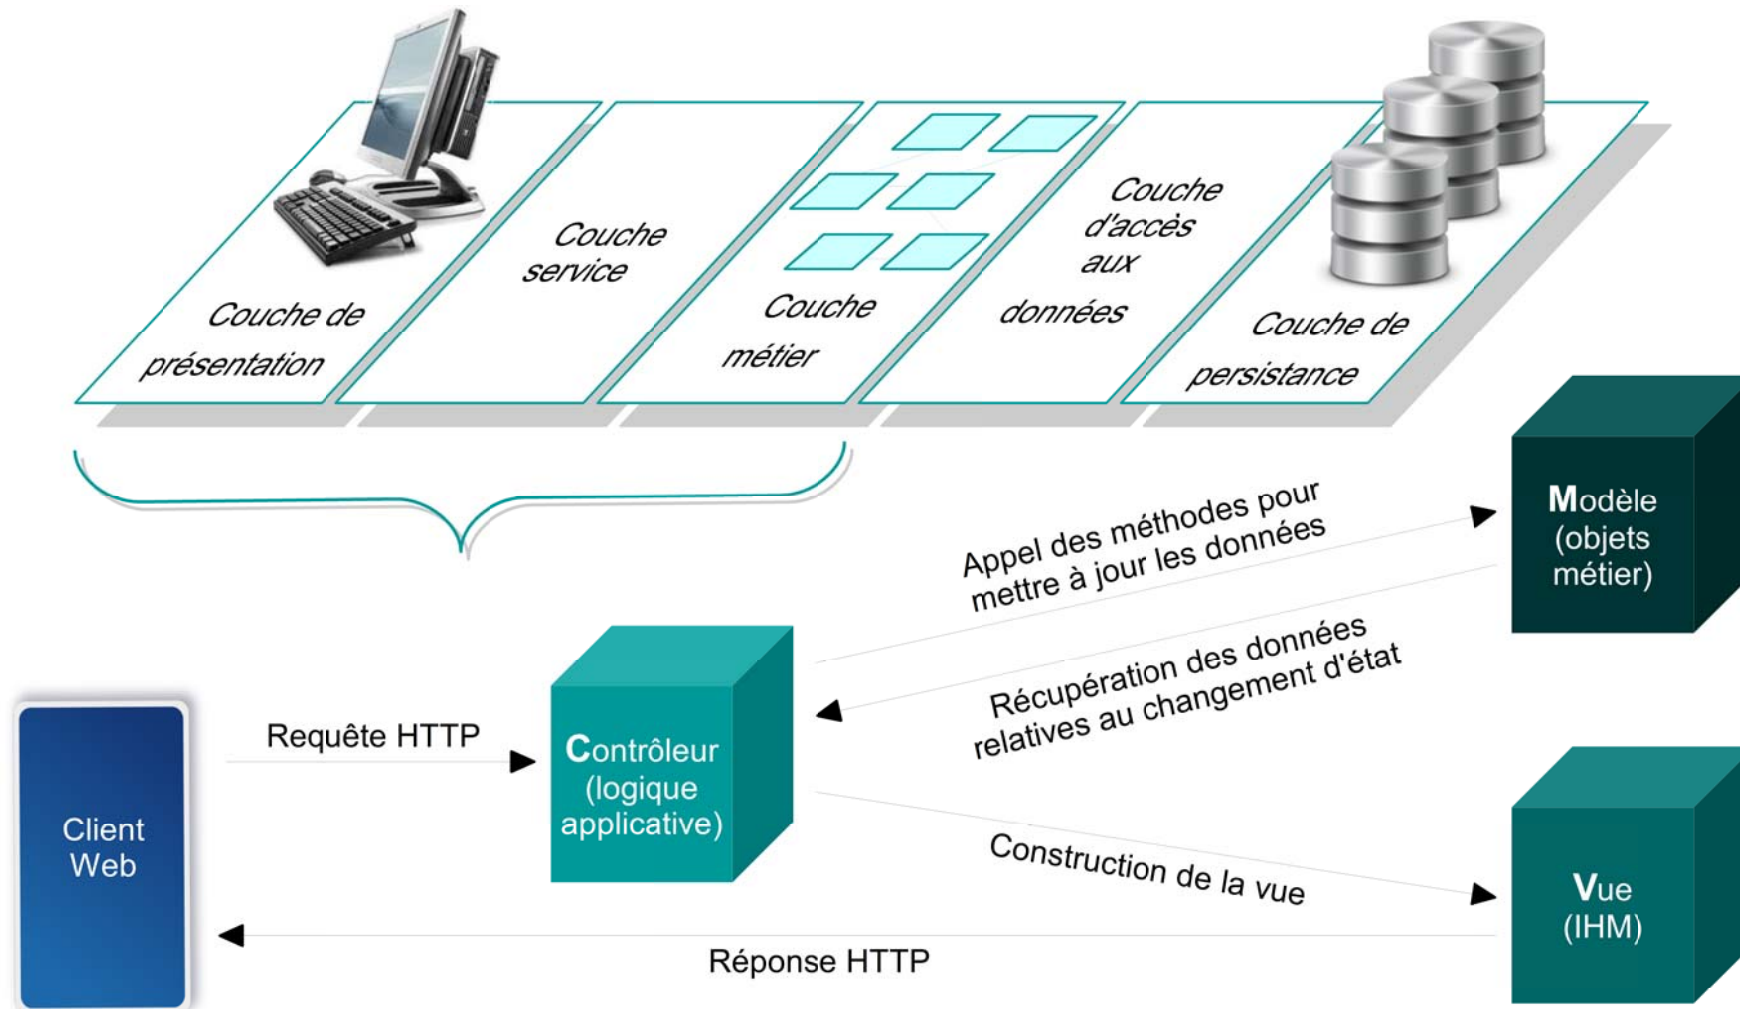 Couche de
présentation
Couche
service
Couche
métier
Couche
d'accès
aux
données
Couche de
persistance
Modèle
(objets
métier)
Appel des méthodes pour
mettre à jour les données
Récupération des données
relatives au changement d'état
Requête HTTP
Contrôleur
(logique
applicative)
Client
Web
Construction de la vue
Vue
(IHM)
Réponse HTTP